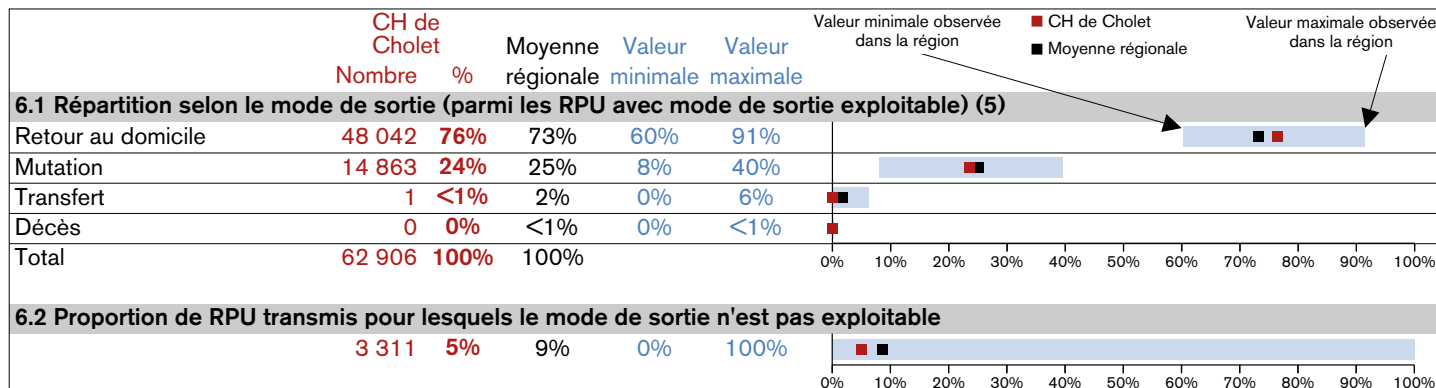 CH de Cholet
Nombre % Moyenne régionale Valeur minimale Valeur maximale
Valeur minimale observée dans la région
CH de Cholet
Moyenne régionale
Valeur maximale observée dans la région
6.1 Répartition selon le mode de sortie (parmi les RPU avec mode de sortie exploitable) (5)
Retour au domicile 48 042 76% 73% 60% 91%
Mutation 14 863 24% 25% 8% 40%
Transfert 1 <1% 2% 0% 6%
Décès 0 0% <1% 0% <1%
Total 62 906 100% 100%
0% 10% 20% 30% 40% 50% 60% 70% 80% 90% 100%
6.2 Proportion de RPU transmis pour lesquels le mode de sortie n'est pas exploitable
3 311 5% 9% 0% 100%
0% 10% 20% 30% 40% 50% 60% 70% 80% 90% 100%